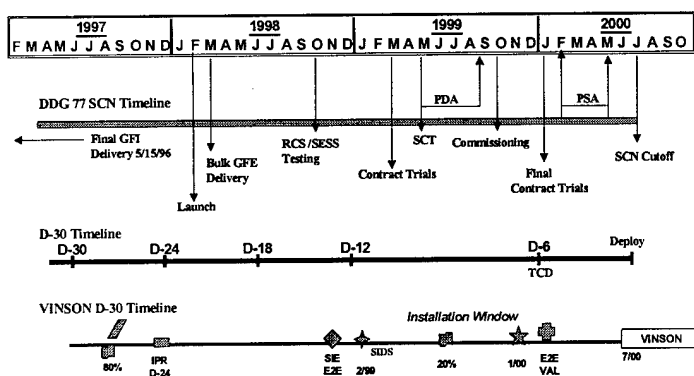 1997 1998 1999 2000
F M A M J J A S O N D J F M A M J J A S O N D J F M A M J J A S O N D J F M A M J J A S O
DDG 77 SCN Timeline
PDA
PSA
Final GFI
Delivery 5/15/96
Bulk GFE
Delivery
RCS/SESS
Testing
Launch
Contract Trials
SCT
Commissioning
Final
Contract Trials
SCN Cutoff
D-30 Timeline
D-30 D-24 D-18 D-12 D-6 Deploy
TCD
VINSON D-30 Timeline
Installation Window
80%
IPR
D-24
SIE
E2E
SIDS
2/99
20%
1/00
E2E
VAL
VINSON
7/00